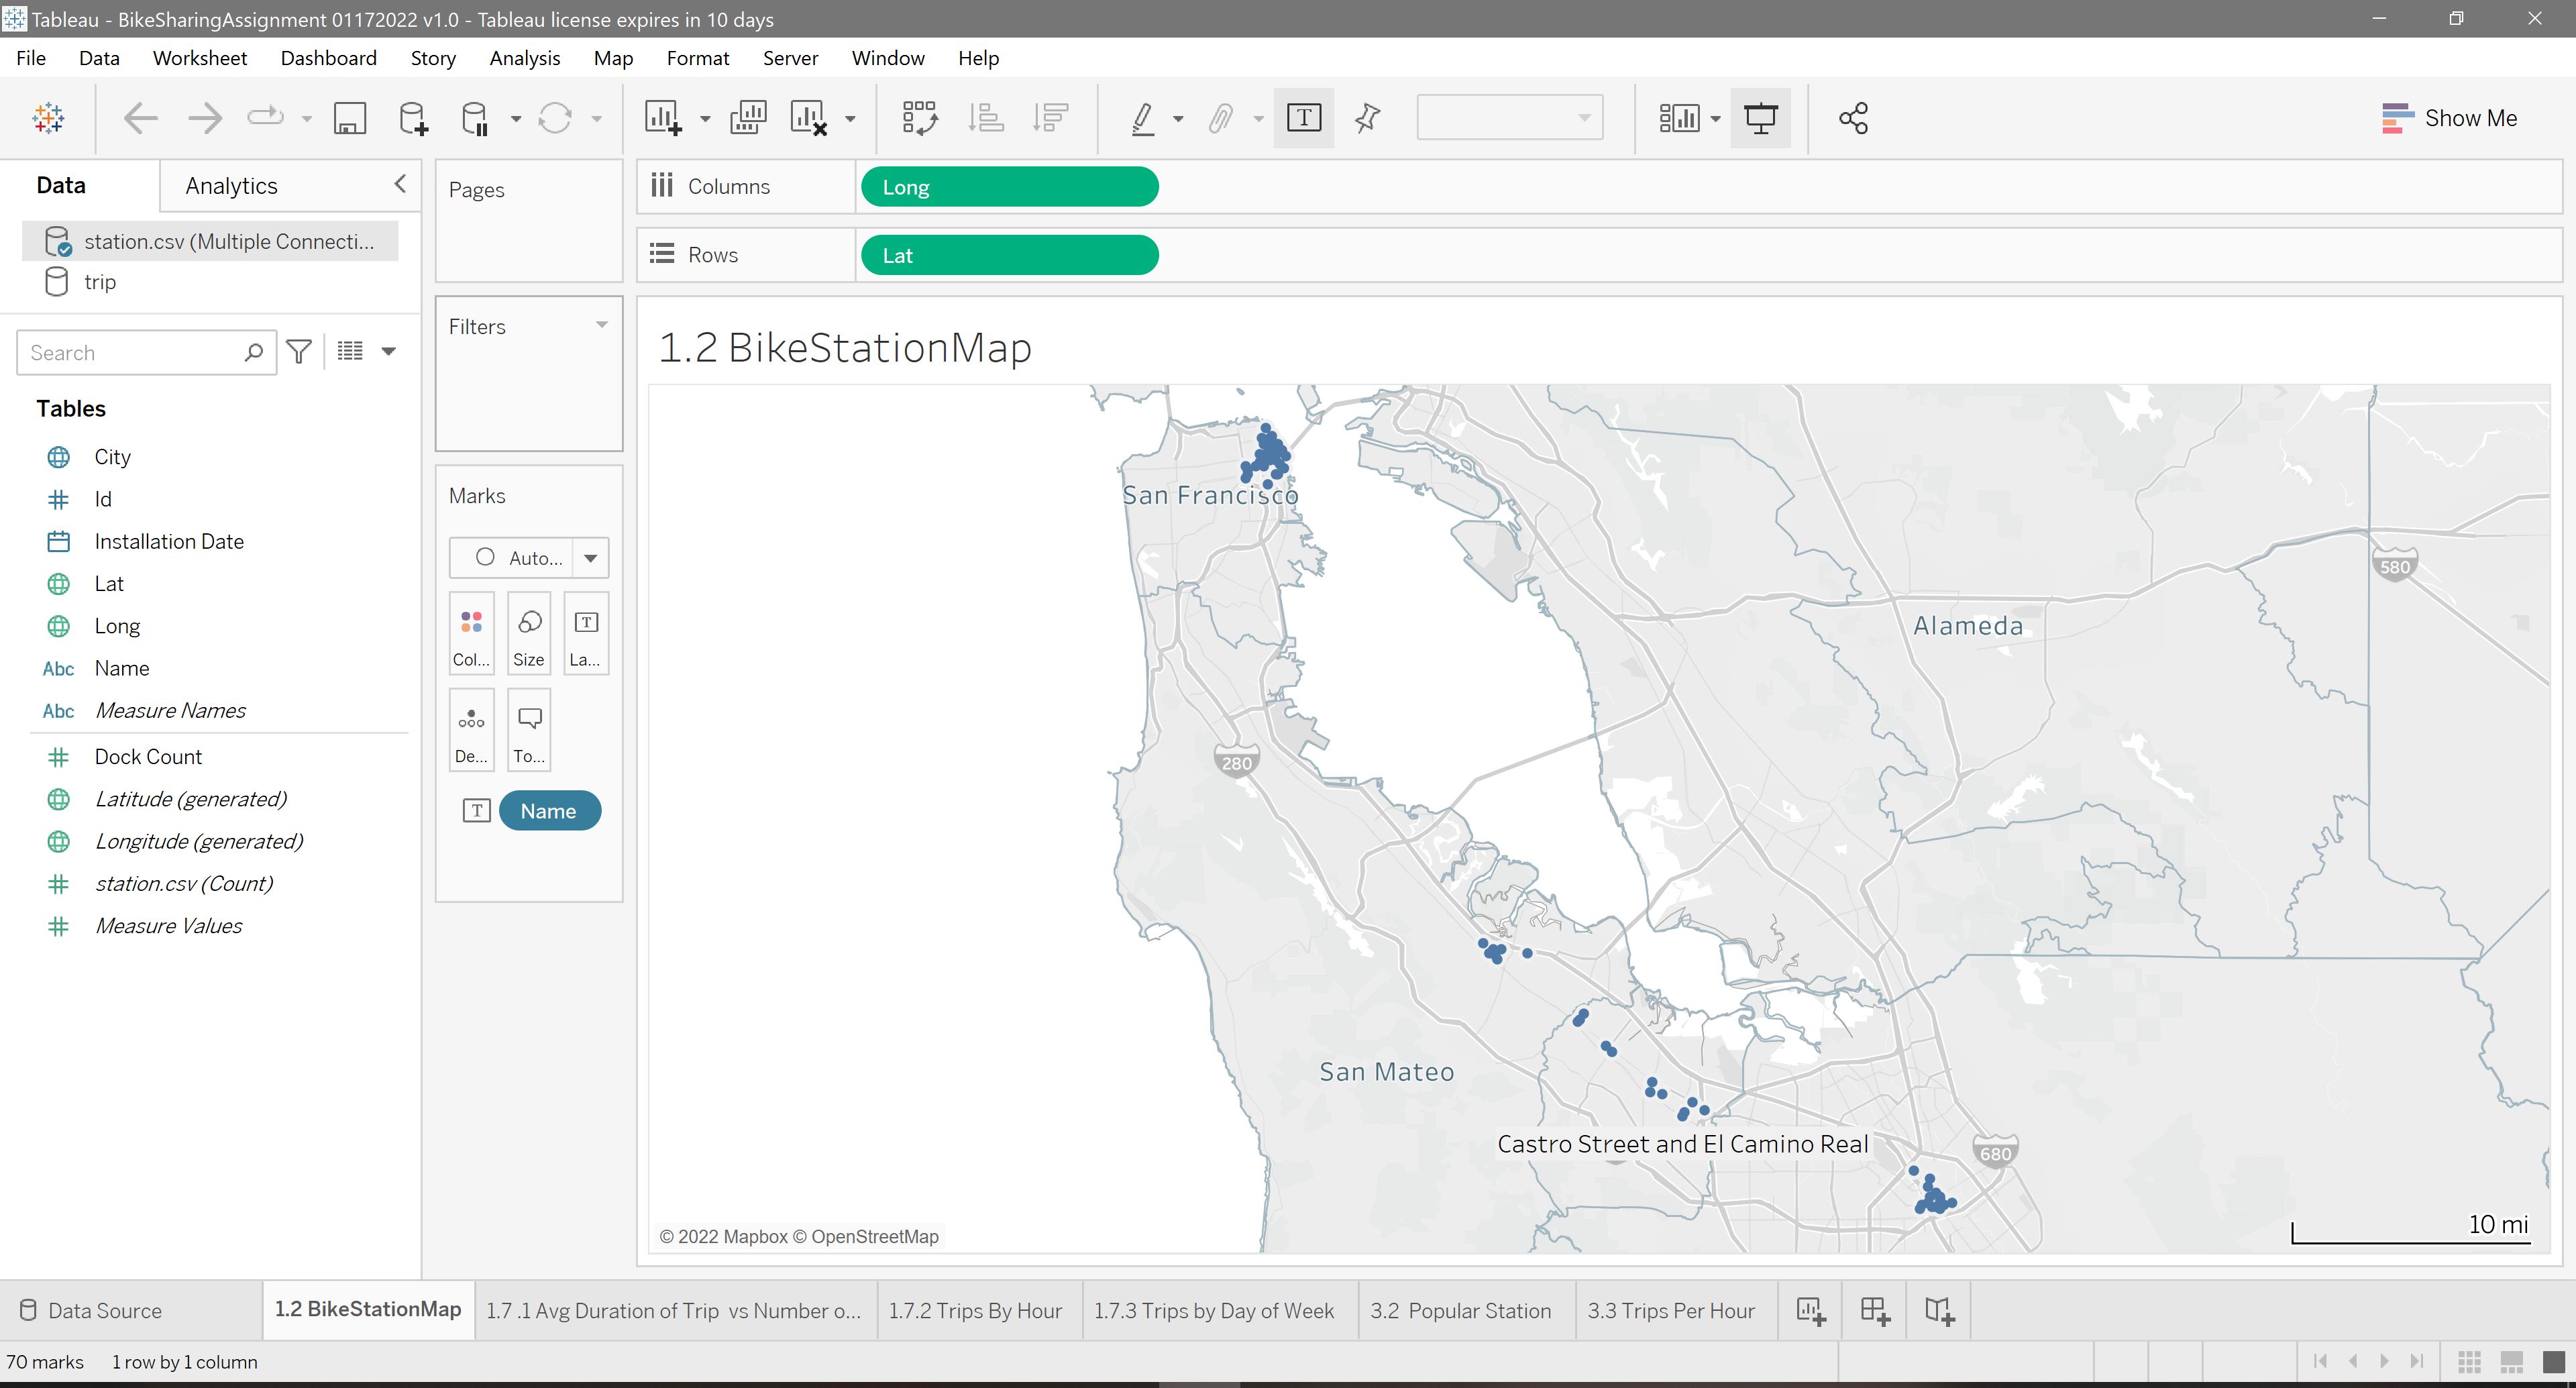 Tableau - BikeSharingAssignment 01172022 v1.0 - Tableau license expires in 10 days
File Data Worksheet Dashboard Story Analysis Map Format Server Window Help
Show Me
Data Analytics
station.csv (Multiple Connecti...
trip
Search
Tables
City
Id
Installation Date
Lat
Long
Abc Name
Abc Measure Names
Dock Count
Latitude (generated)
Longitude (generated)
station.csv (Count)
Measure Values
Pages
Filters
Marks
Auto...
Col... Size La...
De... To...
Name
Columns Long
Rows Lat
1.2 BikeStationMap
San Francisco
580
Alameda
280
San Mateo
Castro Street and El Camino Real
680
© 2022 Mapbox © OpenStreetMap
10 mi
Data Source 1.2 BikeStationMap 1.7 .1 Avg Duration of Trip vs Number o... 1.7.2 Trips By Hour 1.7.3 Trips by Day of Week 3.2 Popular Station 3.3 Trips Per Hour
70 marks 1 row by 1 column